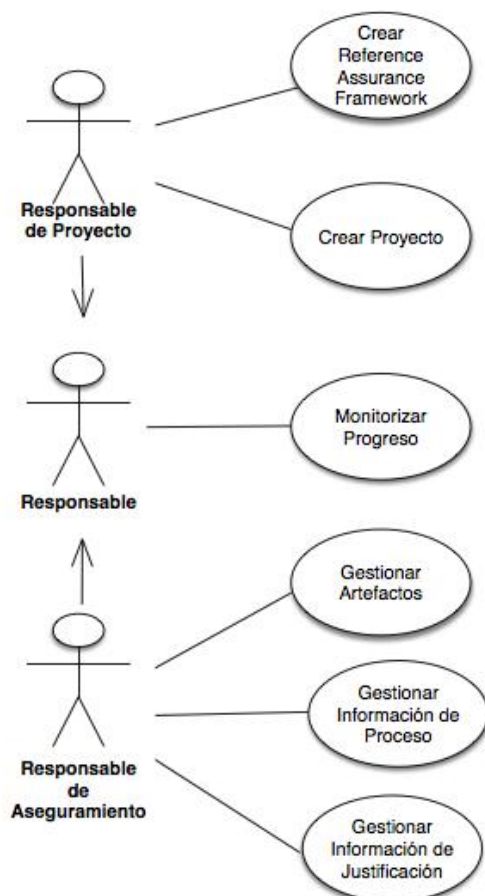 Crear
Reference
Assurance
Framework
Responsable
de Proyecto
Crear Proyecto
Monitorizar
Progreso
Responsable
Gestionar
Artefactos
Gestionar
Información de
Proceso
Responsable
de
Aseguramiento
Gestionar
Información de
Justificación